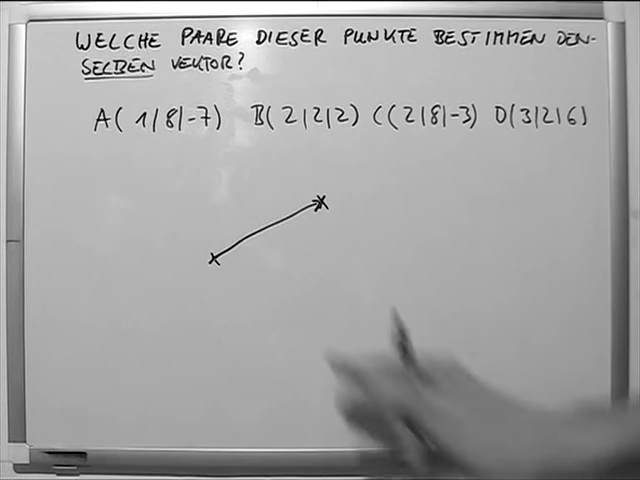 WELCHE PAARE DIESER PUNKTE BESTIMMEN DEN-
SELBEN VEKTOR?
A( 1|8|-7) B( 2|2|2) C(2|8|-3) D(3|2|6)